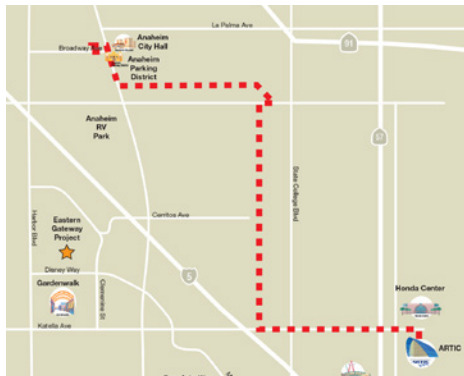 La Palma Ave
91
Broadway Ave
Anaheim
City Hall
Anaheim
Parking
District
57
Anaheim
RV
Park
Harbor Blvd
State College Blvd
Cerritos Ave
Eastern
Gateway
Project
Disney Way
5
Gardenwalk
Clementine St
Honda Center
Katella Ave
ARTIC